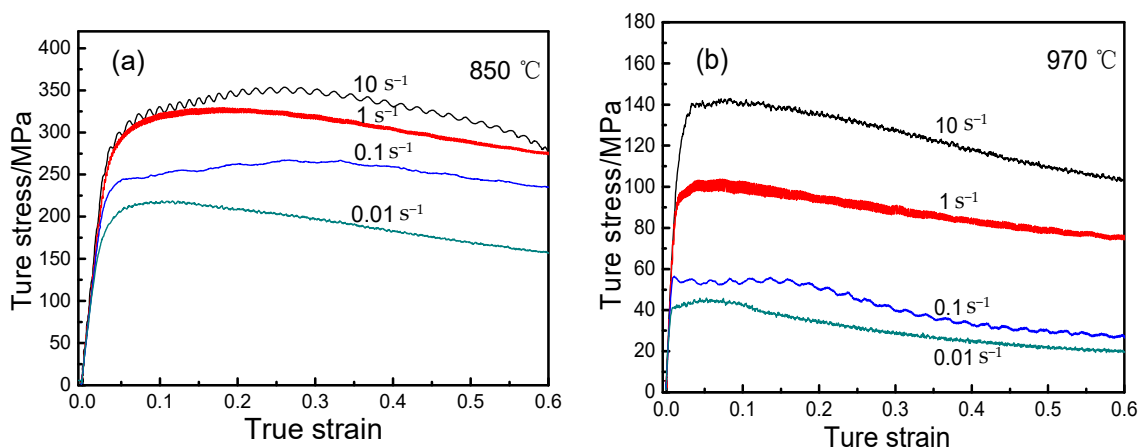 (a)
850 ℃
10 s⁻¹
1 s⁻¹
0.1 s⁻¹
0.01 s⁻¹
Ture stress/MPa
400
350
300
250
200
150
100
50
0
0.0 0.1 0.2 0.3 0.4 0.5 0.6
True strain
(b)
970 ℃
10 s⁻¹
1 s⁻¹
0.1 s⁻¹
0.01 s⁻¹
Ture stress/MPa
180
160
140
120
100
80
60
40
20
0
0.0 0.1 0.2 0.3 0.4 0.5 0.6
Ture strain